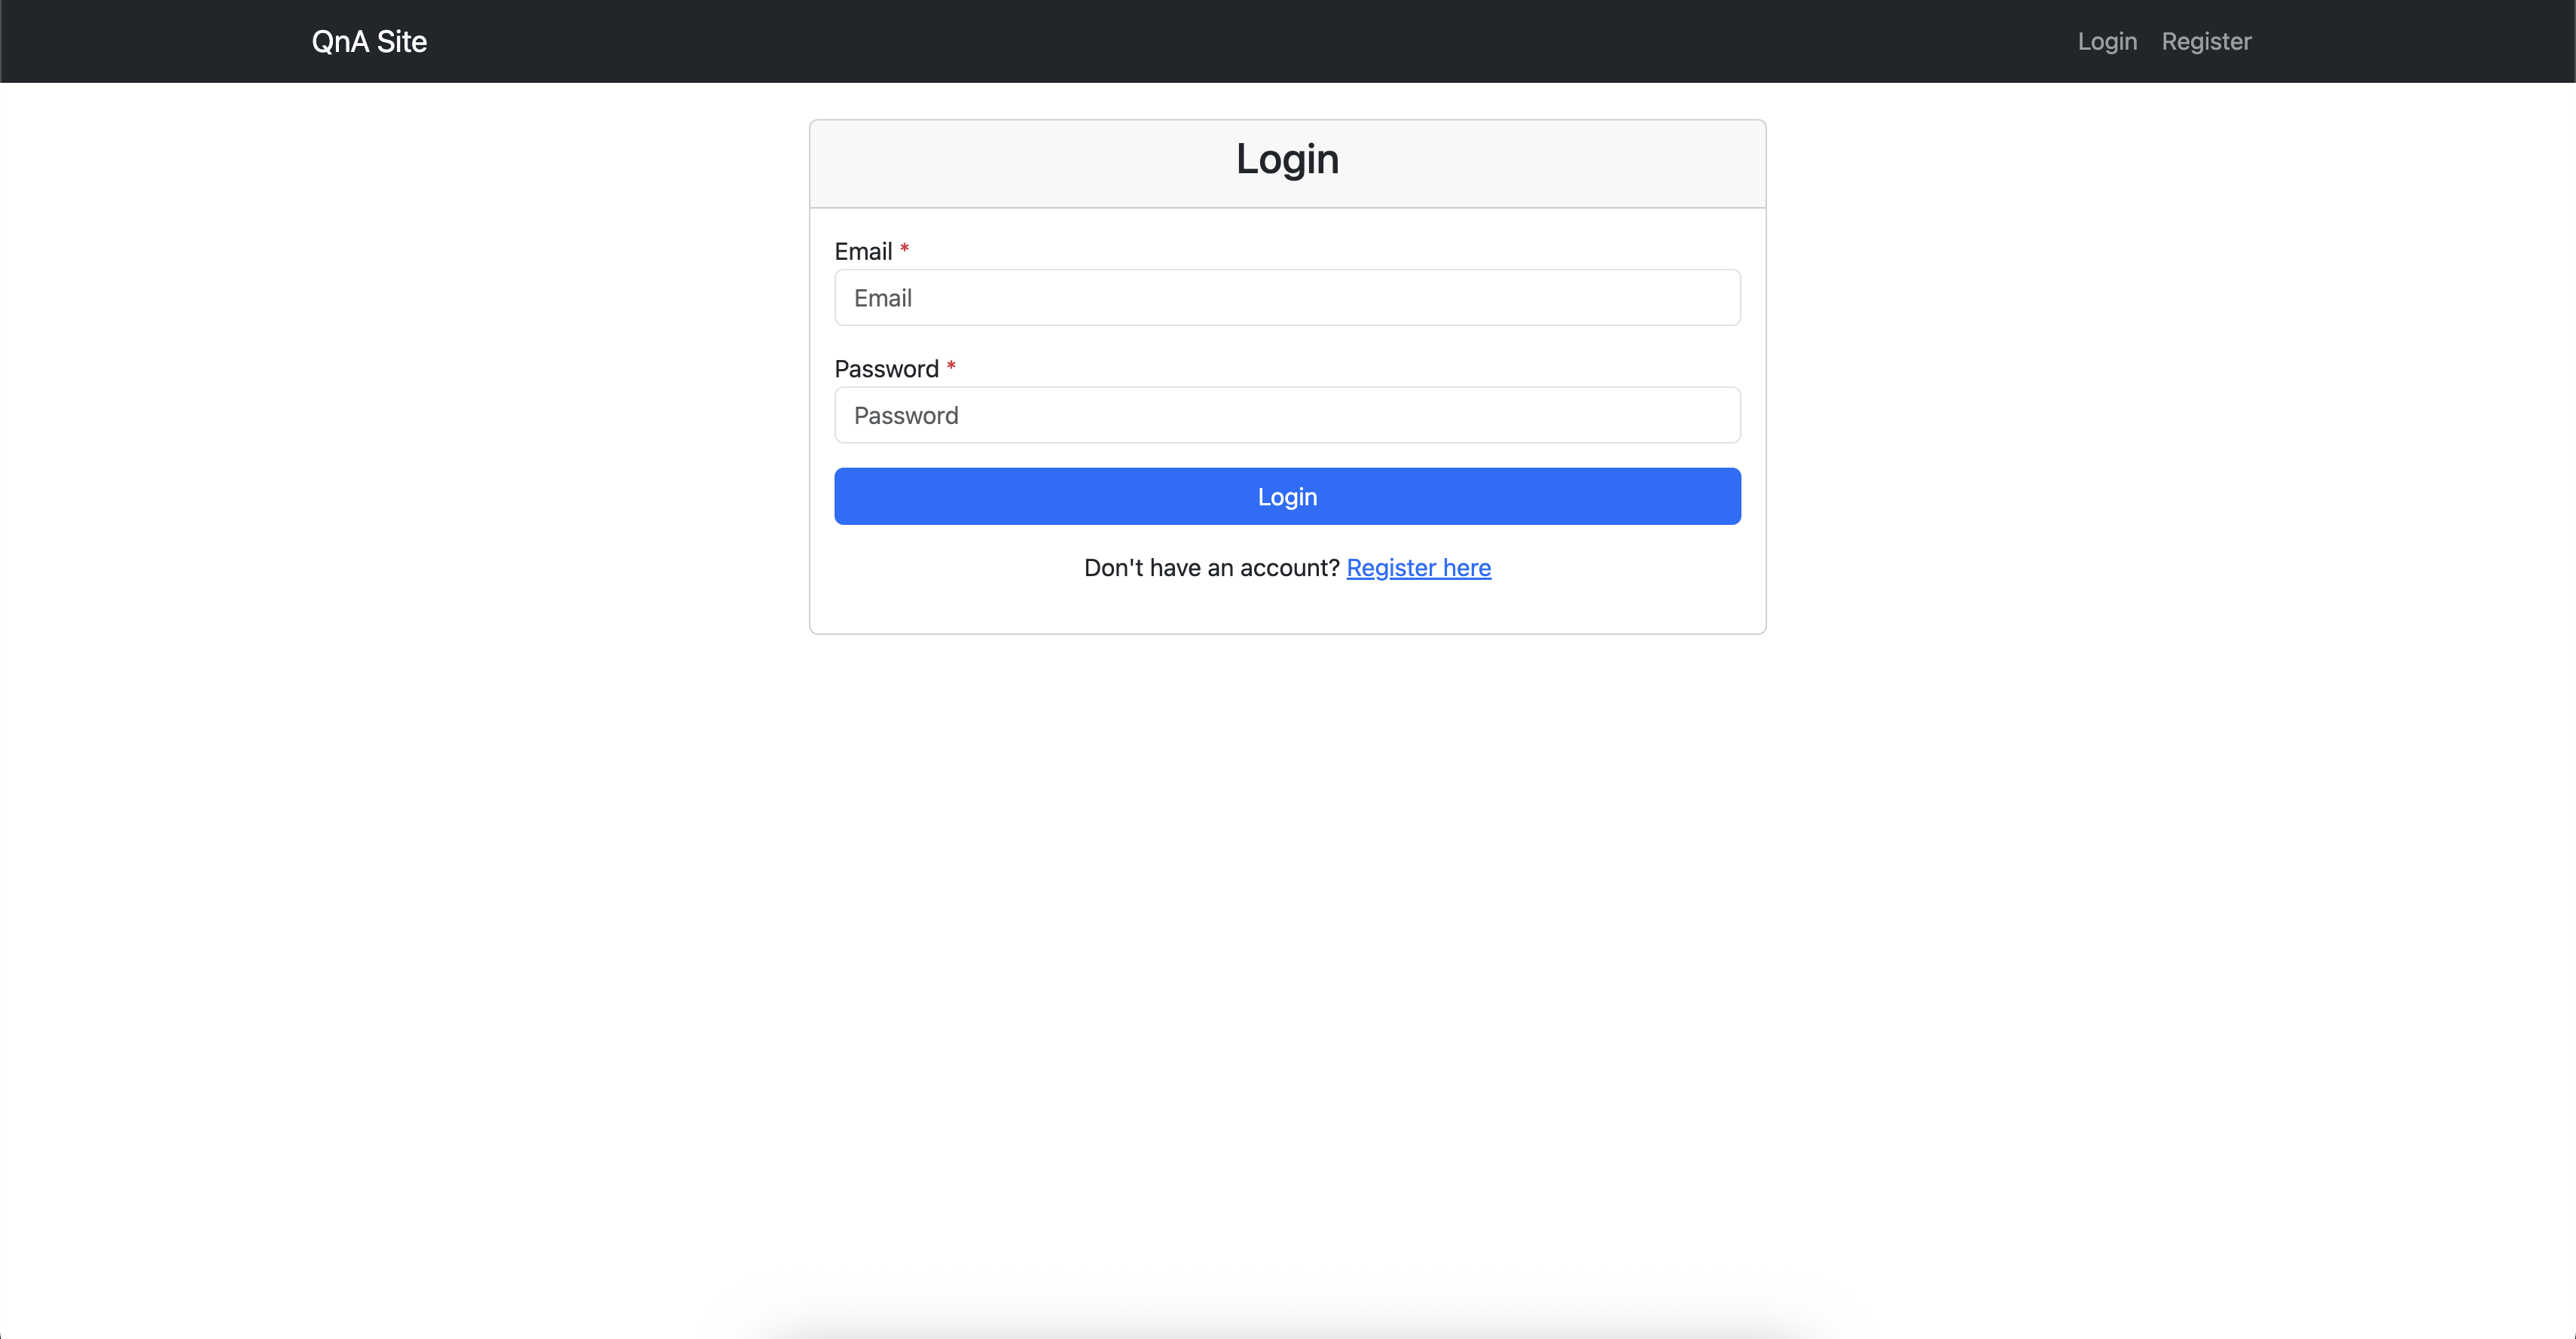 QnA Site
Login Register
Login
Email *
Email
Password *
Password
Login
Don't have an account? Register here